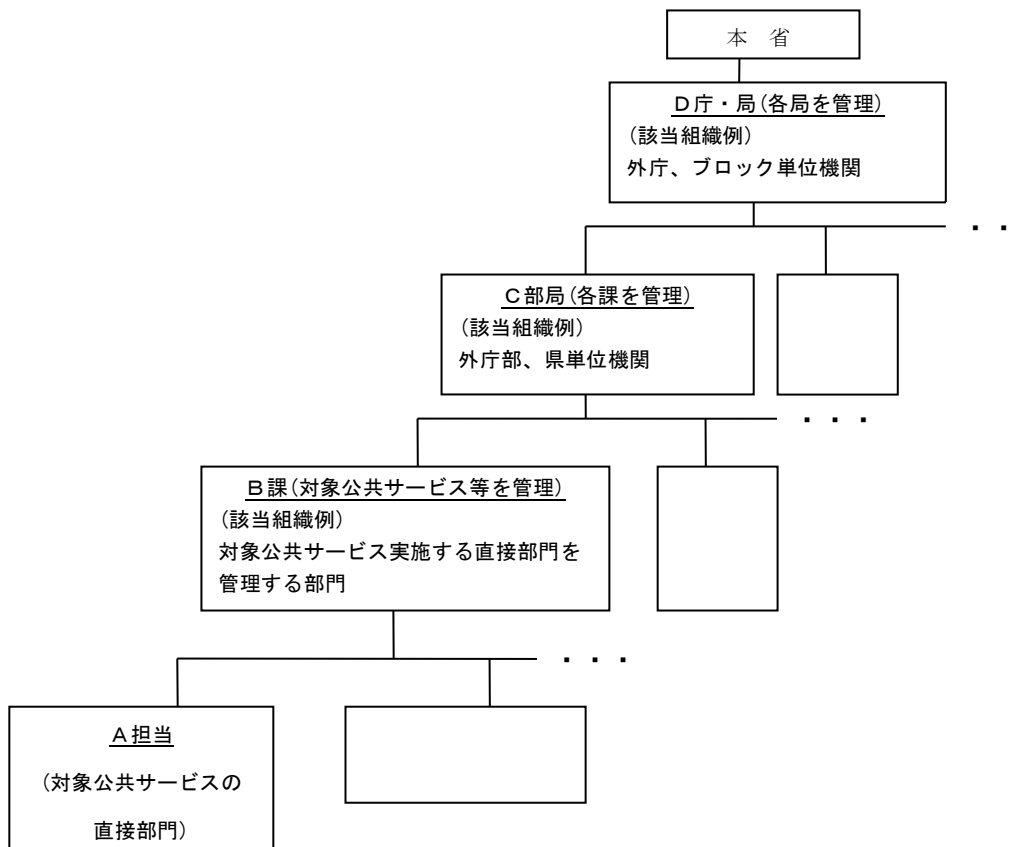 本　省
D庁・局(各局を管理)
(該当組織例)
外庁、ブロック単位機関
・・
C部局(各課を管理)
(該当組織例)
外庁部、県単位機関
・・・
B課(対象公共サービス等を管理)
(該当組織例)
対象公共サービス実施する直接部門を
管理する部門
・・・
A担当
(対象公共サービスの
直接部門)